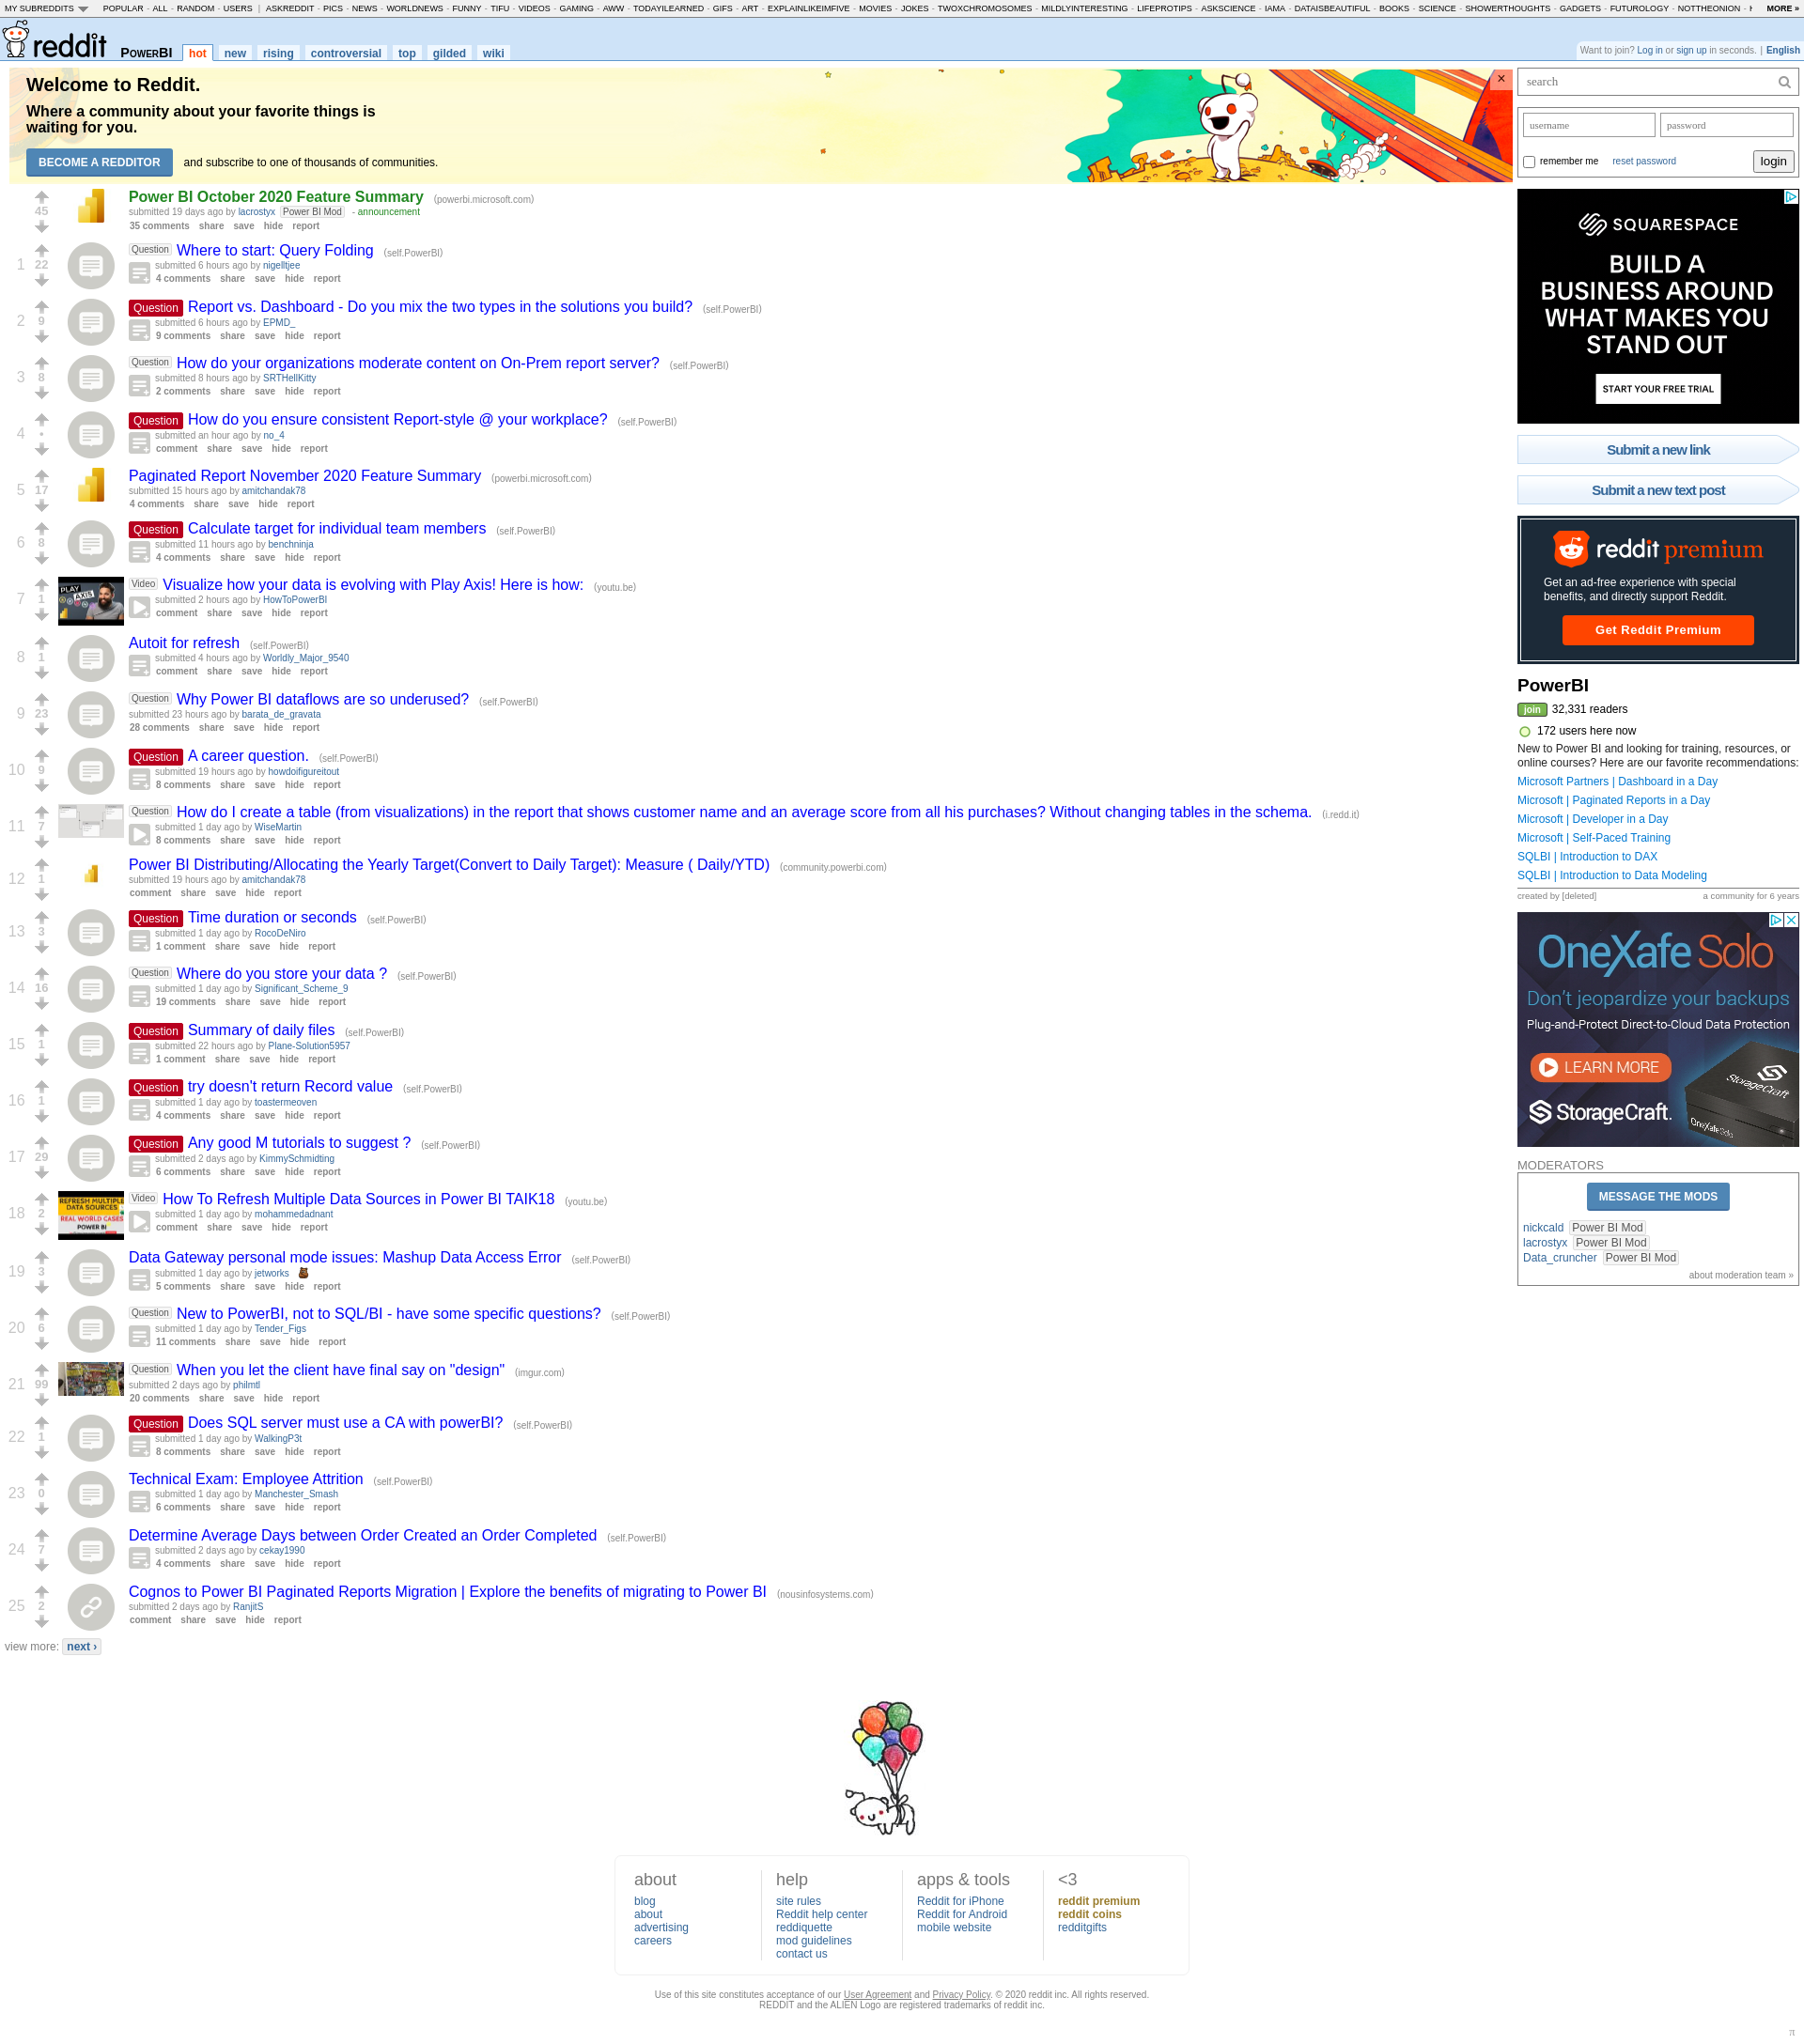 MY SUBREDDITS POPULAR - ALL - RANDOM - USERS | ASKREDDIT - PICS - NEWS - WORLDNEWS - FUNNY - TIFU - VIDEOS - GAMING - AWW - TODAYILEARNED - GIFS - ART - EXPLAINLIKEIMFIVE - MOVIES - JOKES - TWOXCHROMOSOMES - MILDLYINTERESTING - LIFEPROTIPS - ASKSCIENCE - IAMA - DATAISBEAUTIFUL - BOOKS - SCIENCE - SHOWERTHOUGHTS - GADGETS - FUTUROLOGY - NOTTHEONION - MORE »
reddit PowerBI hot new rising controversial top gilded wiki
Want to join? Log in or sign up in seconds. | English
Welcome to Reddit.
Where a community about your favorite things is
waiting for you.
BECOME A REDDITOR and subscribe to one of thousands of communities.
×
45
Power BI October 2020 Feature Summary (powerbi.microsoft.com)
submitted 19 days ago by lacrostyx Power BI Mod - announcement
35 comments share save hide report
1 22
Question Where to start: Query Folding (self.PowerBI)
submitted 6 hours ago by nigelltjee
4 comments share save hide report
2 9
Question Report vs. Dashboard - Do you mix the two types in the solutions you build? (self.PowerBI)
submitted 6 hours ago by EPMD_
9 comments share save hide report
3 8
Question How do your organizations moderate content on On-Prem report server? (self.PowerBI)
submitted 8 hours ago by SRTHellKitty
2 comments share save hide report
4 •
Question How do you ensure consistent Report-style @ your workplace? (self.PowerBI)
submitted an hour ago by no_4
comment share save hide report
5 17
Paginated Report November 2020 Feature Summary (powerbi.microsoft.com)
submitted 15 hours ago by amitchandak78
4 comments share save hide report
6 8
Question Calculate target for individual team members (self.PowerBI)
submitted 11 hours ago by benchninja
4 comments share save hide report
7 1
PLAY AXIS
Video Visualize how your data is evolving with Play Axis! Here is how: (youtu.be)
submitted 2 hours ago by HowToPowerBI
comment share save hide report
8 1
Autoit for refresh (self.PowerBI)
submitted 4 hours ago by Worldly_Major_9540
comment share save hide report
9 23
Question Why Power BI dataflows are so underused? (self.PowerBI)
submitted 23 hours ago by barata_de_gravata
28 comments share save hide report
10 9
Question A career question. (self.PowerBI)
submitted 19 hours ago by howdoifigureitout
8 comments share save hide report
11 7
Question How do I create a table (from visualizations) in the report that shows customer name and an average score from all his purchases? Without changing tables in the schema. (i.redd.it)
submitted 1 day ago by WiseMartin
8 comments share save hide report
12 1
Power BI Distributing/Allocating the Yearly Target(Convert to Daily Target): Measure ( Daily/YTD) (community.powerbi.com)
submitted 19 hours ago by amitchandak78
comment share save hide report
13 3
Question Time duration or seconds (self.PowerBI)
submitted 1 day ago by RocoDeNiro
1 comment share save hide report
14 16
Question Where do you store your data ? (self.PowerBI)
submitted 1 day ago by Significant_Scheme_9
19 comments share save hide report
15 1
Question Summary of daily files (self.PowerBI)
submitted 22 hours ago by Plane-Solution5957
1 comment share save hide report
16 1
Question try doesn't return Record value (self.PowerBI)
submitted 1 day ago by toastermeoven
4 comments share save hide report
17 29
Question Any good M tutorials to suggest ? (self.PowerBI)
submitted 2 days ago by KimmySchmidting
6 comments share save hide report
18 2
REFRESH MULTIPLE
DATA SOURCES
REAL WORLD CASES
POWER BI
Video How To Refresh Multiple Data Sources in Power BI TAIK18 (youtu.be)
submitted 1 day ago by mohammedadnant
comment share save hide report
19 3
Data Gateway personal mode issues: Mashup Data Access Error (self.PowerBI)
submitted 1 day ago by jetworks
5 comments share save hide report
20 6
Question New to PowerBI, not to SQL/BI - have some specific questions? (self.PowerBI)
submitted 1 day ago by Tender_Figs
11 comments share save hide report
21 99
Question When you let the client have final say on "design" (imgur.com)
submitted 2 days ago by philmtl
20 comments share save hide report
22 1
Question Does SQL server must use a CA with powerBI? (self.PowerBI)
submitted 1 day ago by WalkingP3t
8 comments share save hide report
23 0
Technical Exam: Employee Attrition (self.PowerBI)
submitted 1 day ago by Manchester_Smash
6 comments share save hide report
24 7
Determine Average Days between Order Created an Order Completed (self.PowerBI)
submitted 2 days ago by cekay1990
4 comments share save hide report
25 2
Cognos to Power BI Paginated Reports Migration | Explore the benefits of migrating to Power BI (nousinfosystems.com)
submitted 2 days ago by RanjitS
comment share save hide report
view more: next ›
search
username password
remember me reset password login
SQUARESPACE
BUILD A
BUSINESS AROUND
WHAT MAKES YOU
STAND OUT
START YOUR FREE TRIAL
Submit a new link
Submit a new text post
reddit premium
Get an ad-free experience with special
benefits, and directly support Reddit.
Get Reddit Premium
PowerBI
join 32,331 readers
172 users here now
New to Power BI and looking for training, resources, or
online courses? Here are our favorite recommendations:
Microsoft Partners | Dashboard in a Day
Microsoft | Paginated Reports in a Day
Microsoft | Developer in a Day
Microsoft | Self-Paced Training
SQLBI | Introduction to DAX
SQLBI | Introduction to Data Modeling
created by [deleted] a community for 6 years
OneXafe Solo
Don't jeopardize your backups
Plug-and-Protect Direct-to-Cloud Data Protection
LEARN MORE
StorageCraft.
StorageCraft
OneXafe Solo
MODERATORS
MESSAGE THE MODS
nickcald Power BI Mod
lacrostyx Power BI Mod
Data_cruncher Power BI Mod
about moderation team »
about
blog
about
advertising
careers
help
site rules
Reddit help center
reddiquette
mod guidelines
contact us
apps & tools
Reddit for iPhone
Reddit for Android
mobile website
<3
reddit premium
reddit coins
redditgifts
Use of this site constitutes acceptance of our User Agreement and Privacy Policy. © 2020 reddit inc. All rights reserved.
REDDIT and the ALIEN Logo are registered trademarks of reddit inc.
π